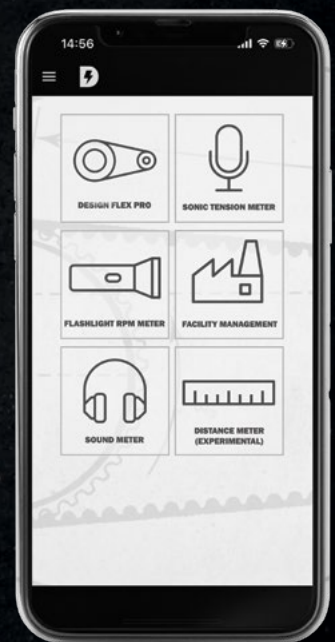 14:56
D
DESIGN FLEX PRO
SONIC TENSION METER
FLASHLIGHT RPM METER
FACILITY MANAGEMENT
SOUND METER
DISTANCE METER
(EXPERIMENTAL)